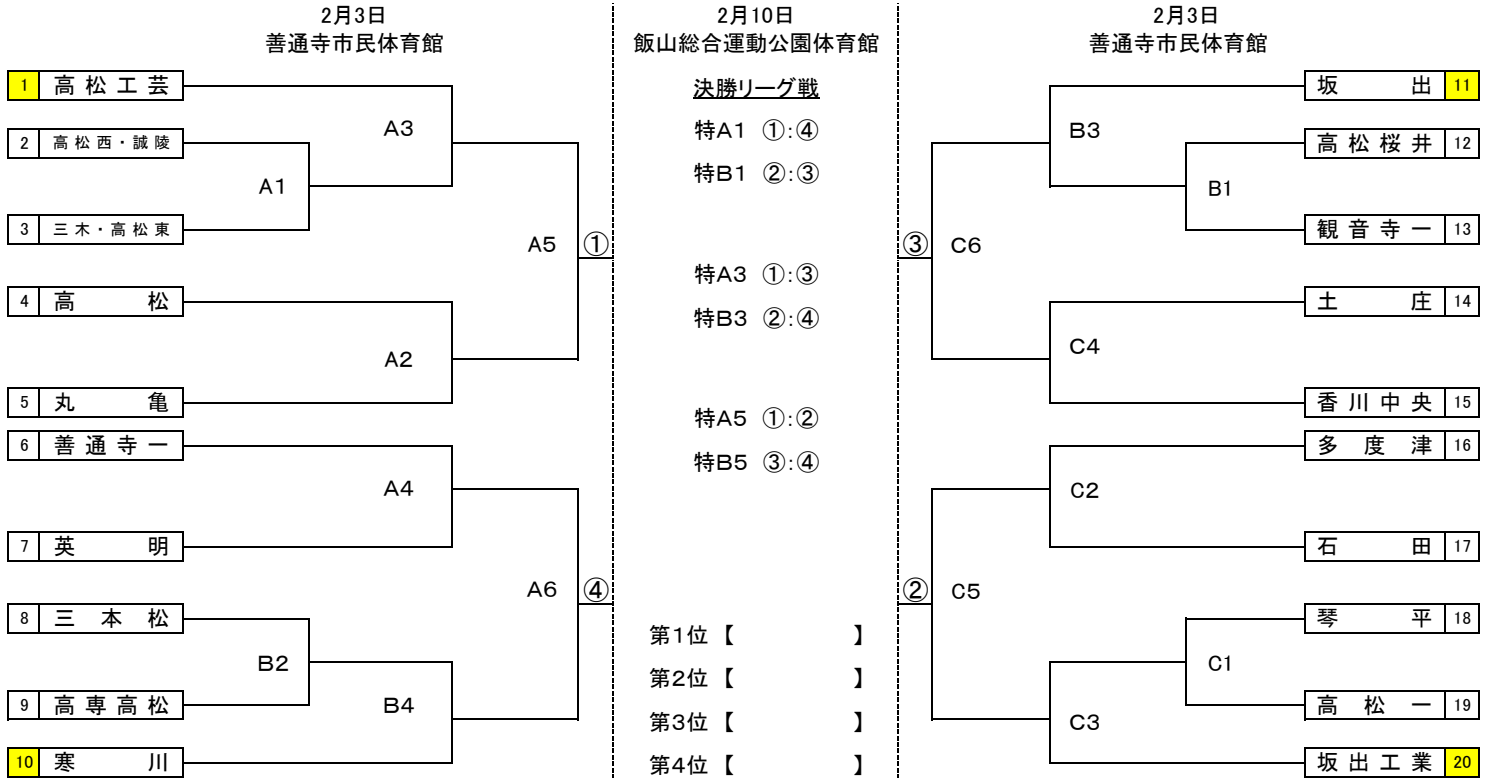 2月3日
善通寺市民体育館
1 高松工芸
2 高松西・誠陵
3 三木・高松東
4 高松
5 丸亀
6 善通寺一
7 英明
8 三本松
9 高専高松
10 寒川
A3
A1
A5
①
A2
A4
A6
④
B2
B4
2月10日
飯山総合運動公園体育館
決勝リーグ戦
特A1 ①:④
特B1 ②:③
特A3 ①:③
特B3 ②:④
特A5 ①:②
特B5 ③:④
第1位【 】
第2位【 】
第3位【 】
第4位【 】
2月3日
善通寺市民体育館
B3
B1
③
C6
C4
C2
②
C5
C1
C3
坂出 11
高松桜井 12
観音寺一 13
土庄 14
香川中央 15
多度津 16
石田 17
琴平 18
高松一 19
坂出工業 20